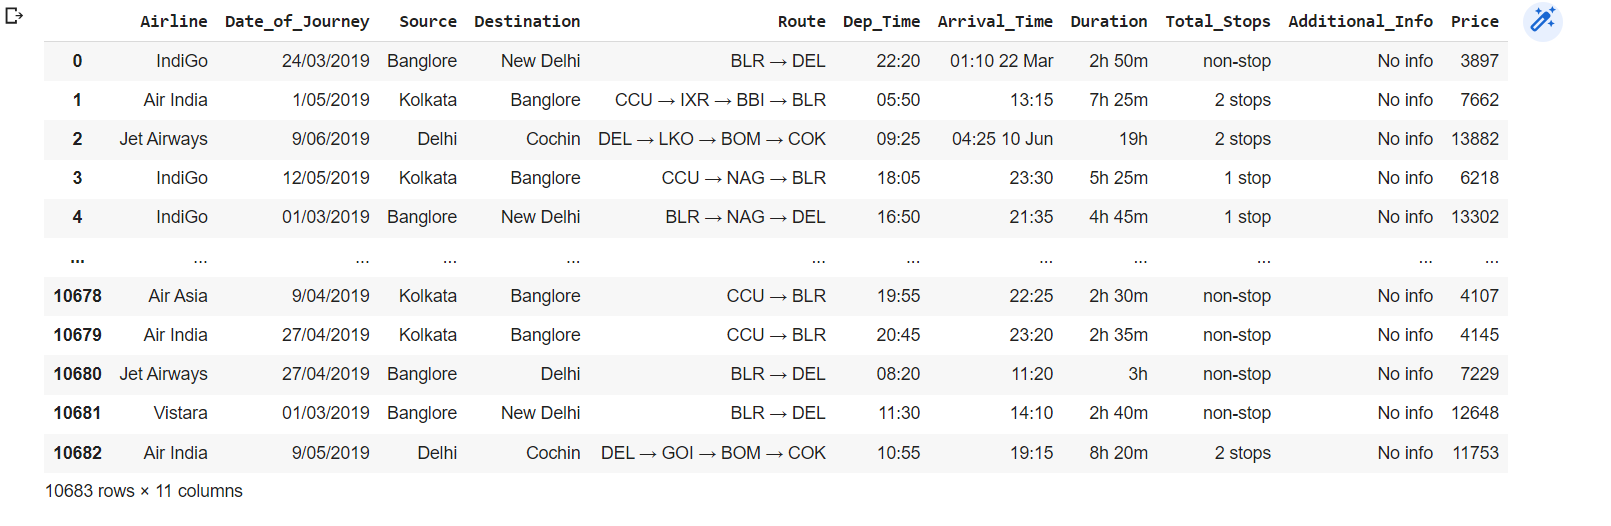 Airline Date_of_Journey Source Destination Route Dep_Time Arrival_Time Duration Total_Stops Additional_Info Price
0 IndiGo 24/03/2019 Banglore New Delhi BLR → DEL 22:20 01:10 22 Mar 2h 50m non-stop No info 3897
1 Air India 1/05/2019 Kolkata Banglore CCU → IXR → BBI → BLR 05:50 13:15 7h 25m 2 stops No info 7662
2 Jet Airways 9/06/2019 Delhi Cochin DEL → LKO → BOM → COK 09:25 04:25 10 Jun 19h 2 stops No info 13882
3 IndiGo 12/05/2019 Kolkata Banglore CCU → NAG → BLR 18:05 23:30 5h 25m 1 stop No info 6218
4 IndiGo 01/03/2019 Banglore New Delhi BLR → NAG → DEL 16:50 21:35 4h 45m 1 stop No info 13302
... ... ... ... ... ... ... ... ... ... ... ...
10678 Air Asia 9/04/2019 Kolkata Banglore CCU → BLR 19:55 22:25 2h 30m non-stop No info 4107
10679 Air India 27/04/2019 Kolkata Banglore CCU → BLR 20:45 23:20 2h 35m non-stop No info 4145
10680 Jet Airways 27/04/2019 Banglore Delhi BLR → DEL 08:20 11:20 3h non-stop No info 7229
10681 Vistara 01/03/2019 Banglore New Delhi BLR → DEL 11:30 14:10 2h 40m non-stop No info 12648
10682 Air India 9/05/2019 Delhi Cochin DEL → GOI → BOM → COK 10:55 19:15 8h 20m 2 stops No info 11753
10683 rows × 11 columns